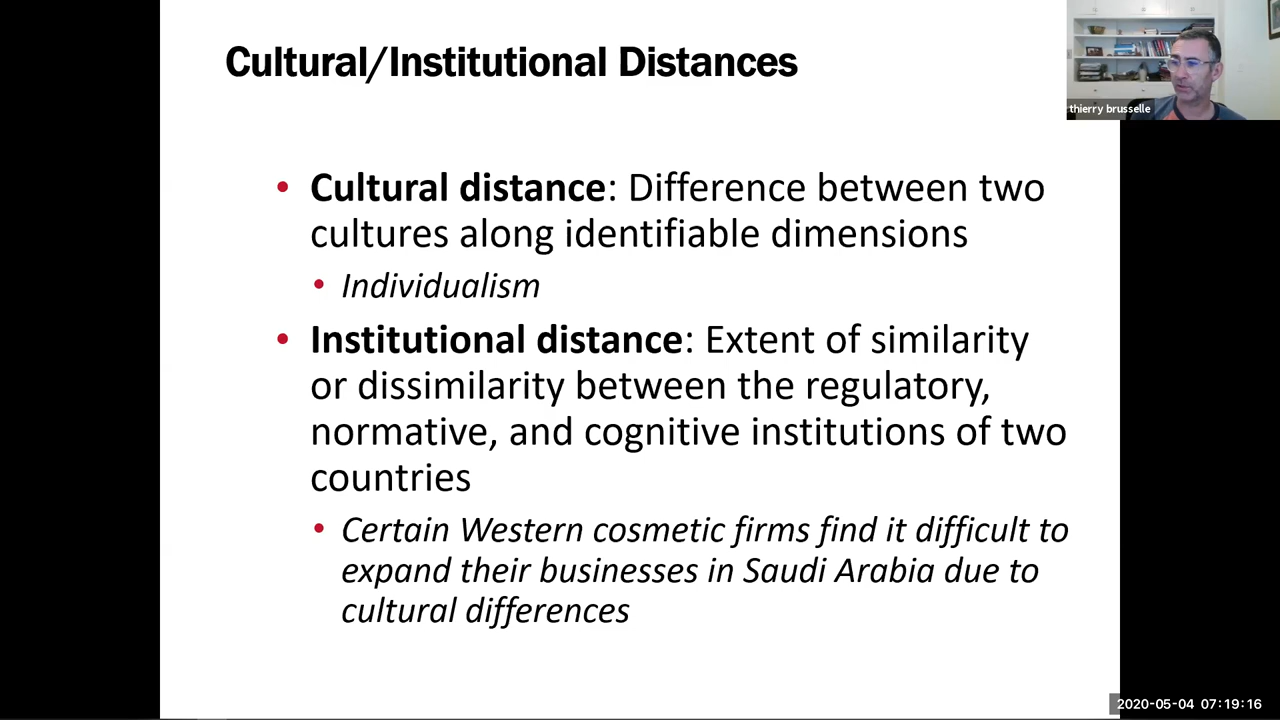 Cultural/Institutional Distances
thierry brusselle
• Cultural distance: Difference between two
cultures along identifiable dimensions
• Individualism
• Institutional distance: Extent of similarity
or dissimilarity between the regulatory,
normative, and cognitive institutions of two
countries
• Certain Western cosmetic firms find it difficult to
expand their businesses in Saudi Arabia due to
cultural differences
2020-05-04 07:19:16